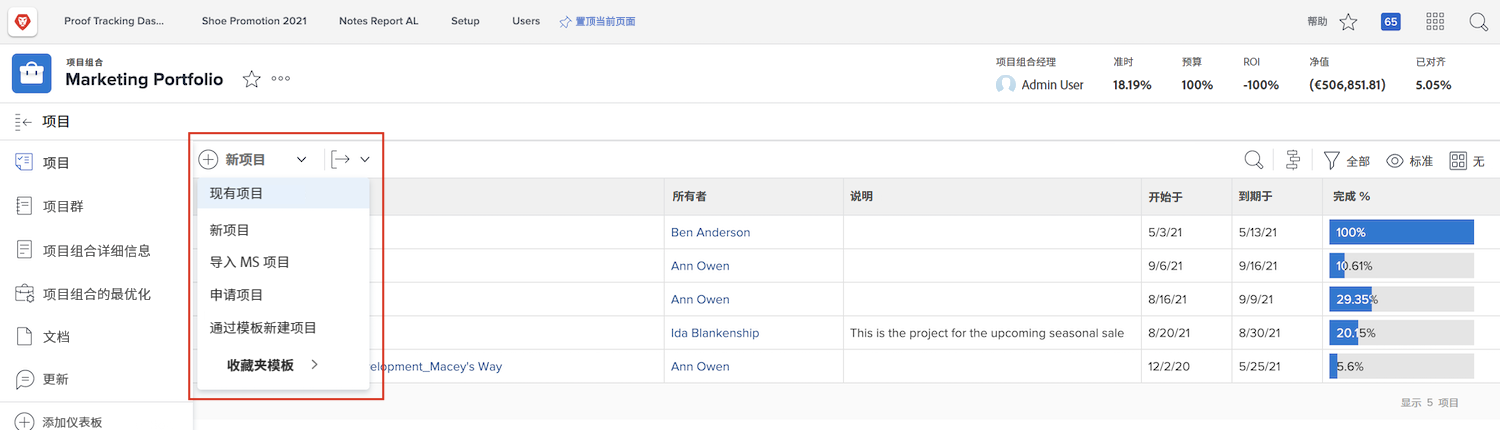 Proof Tracking Das... Shoe Promotion 2021 Notes Report AL Setup Users 置顶当前页面 帮助 65
项目组合
Marketing Portfolio
项目组合经理 准时 预算 ROI 净值 已对齐
Admin User 18.19% 100% -100% (€506,851.81) 5.05%
项目
项目
项目群
项目组合详细信息
项目组合的最优化
文档
更新
添加仪表板
新项目
全部 标准 无
现有项目
新项目
导入 MS 项目
申请项目
通过模板新建项目
收藏夹模板
所有者 说明 开始于 到期于 完成 %
Ben Anderson 5/3/21 5/13/21 100%
Ann Owen 9/6/21 9/16/21 10.61%
Ann Owen 8/16/21 9/9/21 29.35%
Ida Blankenship This is the project for the upcoming seasonal sale 8/20/21 8/30/21 20.15%
elopment_Macey's Way Ann Owen 12/2/20 5/25/21 5.6%
显示 5 项目